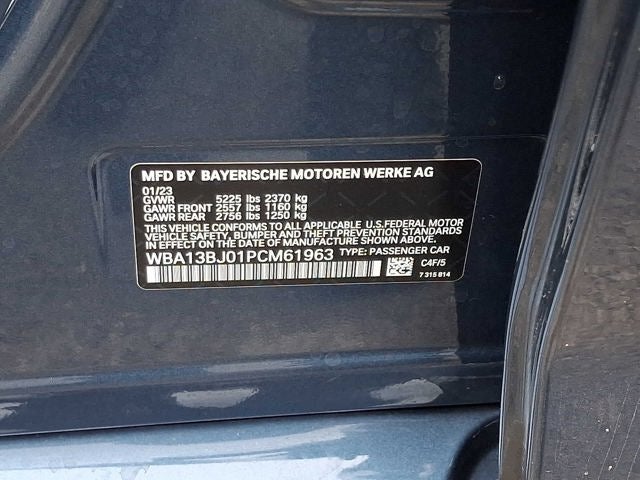 MFD BY BAYERISCHE MOTOREN WERKE AG
01/23
GVWR 5225 lbs 2370 kg
GAWR FRONT 2557 lbs 1160 kg
GAWR REAR 2756 lbs 1250 kg
THIS VEHICLE CONFORMS TO ALL APPLICABLE U.S.FEDERAL MOTOR
VEHICLE SAFETY, BUMPER AND THEFT PREVENTION STANDARDS
IN EFFECT ON THE DATE OF MANUFACTURE SHOWN ABOVE.
WBA13BJ01PCM61963 TYPE: PASSENGER CAR
C4F/5
7 315 814